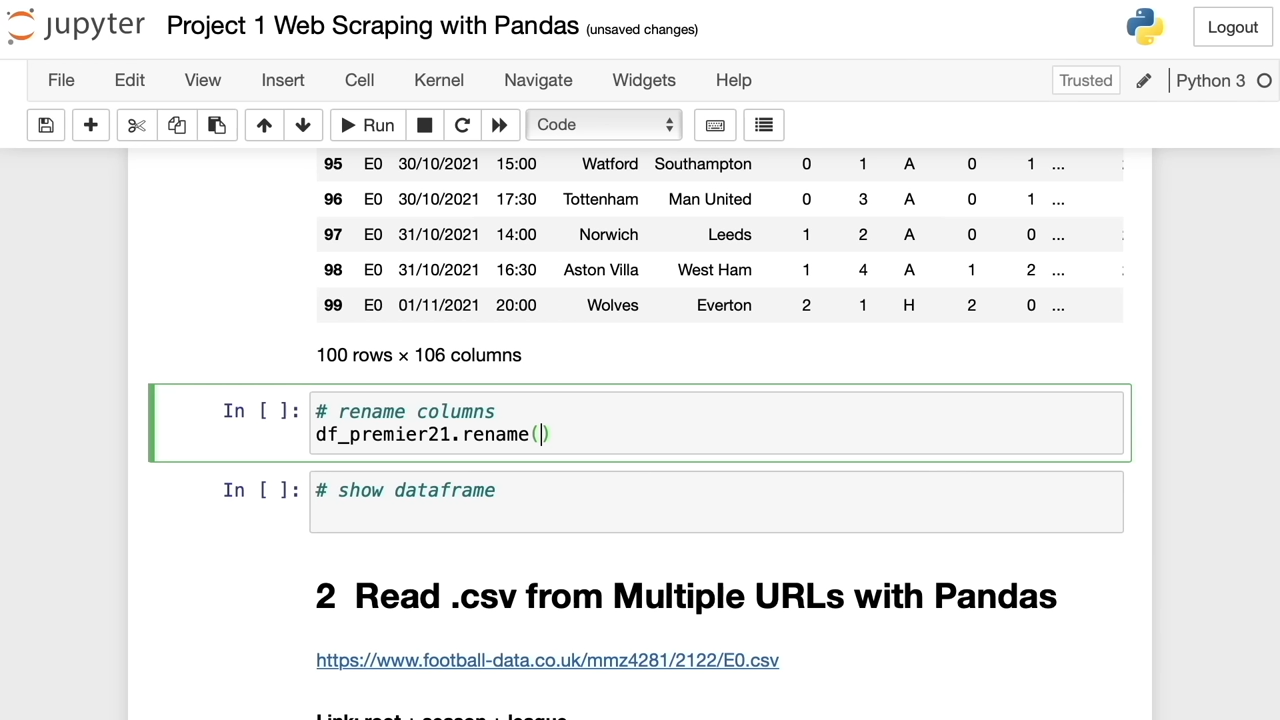 jupyter Project 1 Web Scraping with Pandas (unsaved changes) Logout
File Edit View Insert Cell Kernel Navigate Widgets Help Trusted Python 3
Run Code
95 E0 30/10/2021 15:00 Watford Southampton 0 1 A 0 1 ...
96 E0 30/10/2021 17:30 Tottenham Man United 0 3 A 0 1 ...
97 E0 31/10/2021 14:00 Norwich Leeds 1 2 A 0 0 ...
98 E0 31/10/2021 16:30 Aston Villa West Ham 1 4 A 1 2 ...
99 E0 01/11/2021 20:00 Wolves Everton 2 1 H 2 0 ...
100 rows × 106 columns
In [ ]: # rename columns
df_premier21.rename()
In [ ]: # show dataframe
2 Read .csv from Multiple URLs with Pandas
https://www.football-data.co.uk/mmz4281/2122/E0.csv
Link: root + season + league